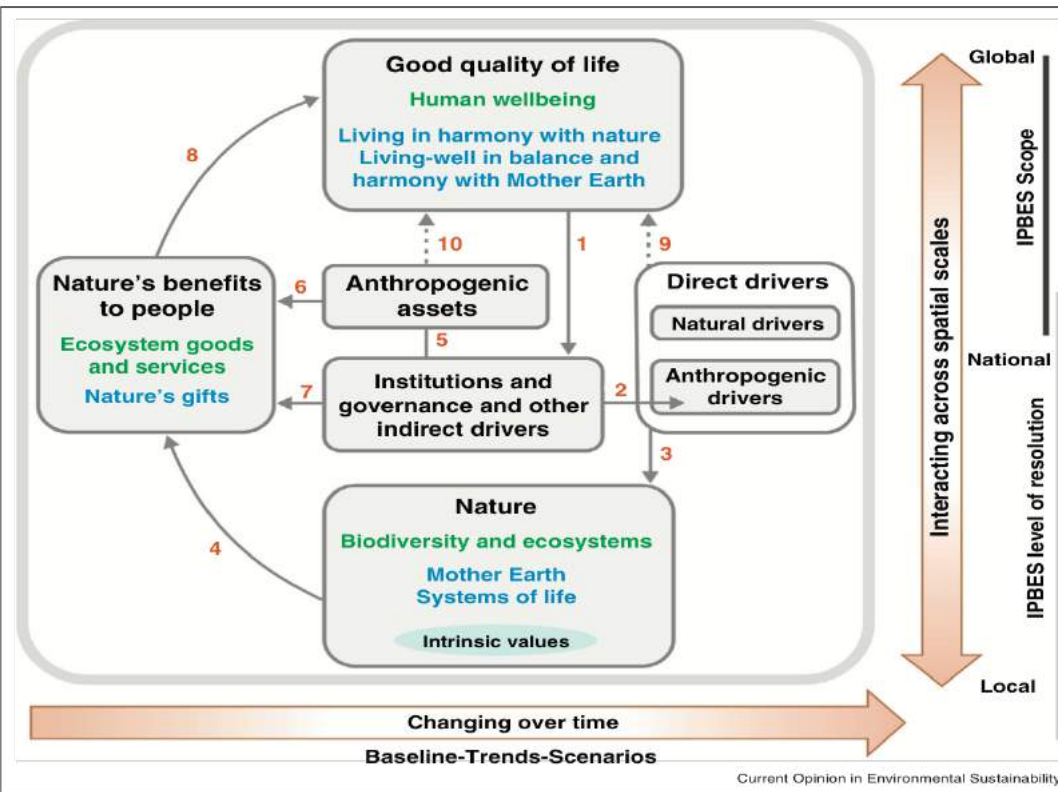 Good quality of life
Human wellbeing
Living in harmony with nature
Living-well in balance and
harmony with Mother Earth
8
10
1
9
Nature's benefits
to people
Ecosystem goods
and services
Nature's gifts
6
Anthropogenic
assets
5
7
Institutions and
governance and other
indirect drivers
2
Direct drivers
Natural drivers
Anthropogenic
drivers
3
4
Nature
Biodiversity and ecosystems
Mother Earth
Systems of life
Intrinsic values
Interacting across spatial scales
Global
National
Local
IPBES Scope
IPBES level of resolution
Changing over time
Baseline-Trends-Scenarios
Current Opinion in Environmental Sustainability